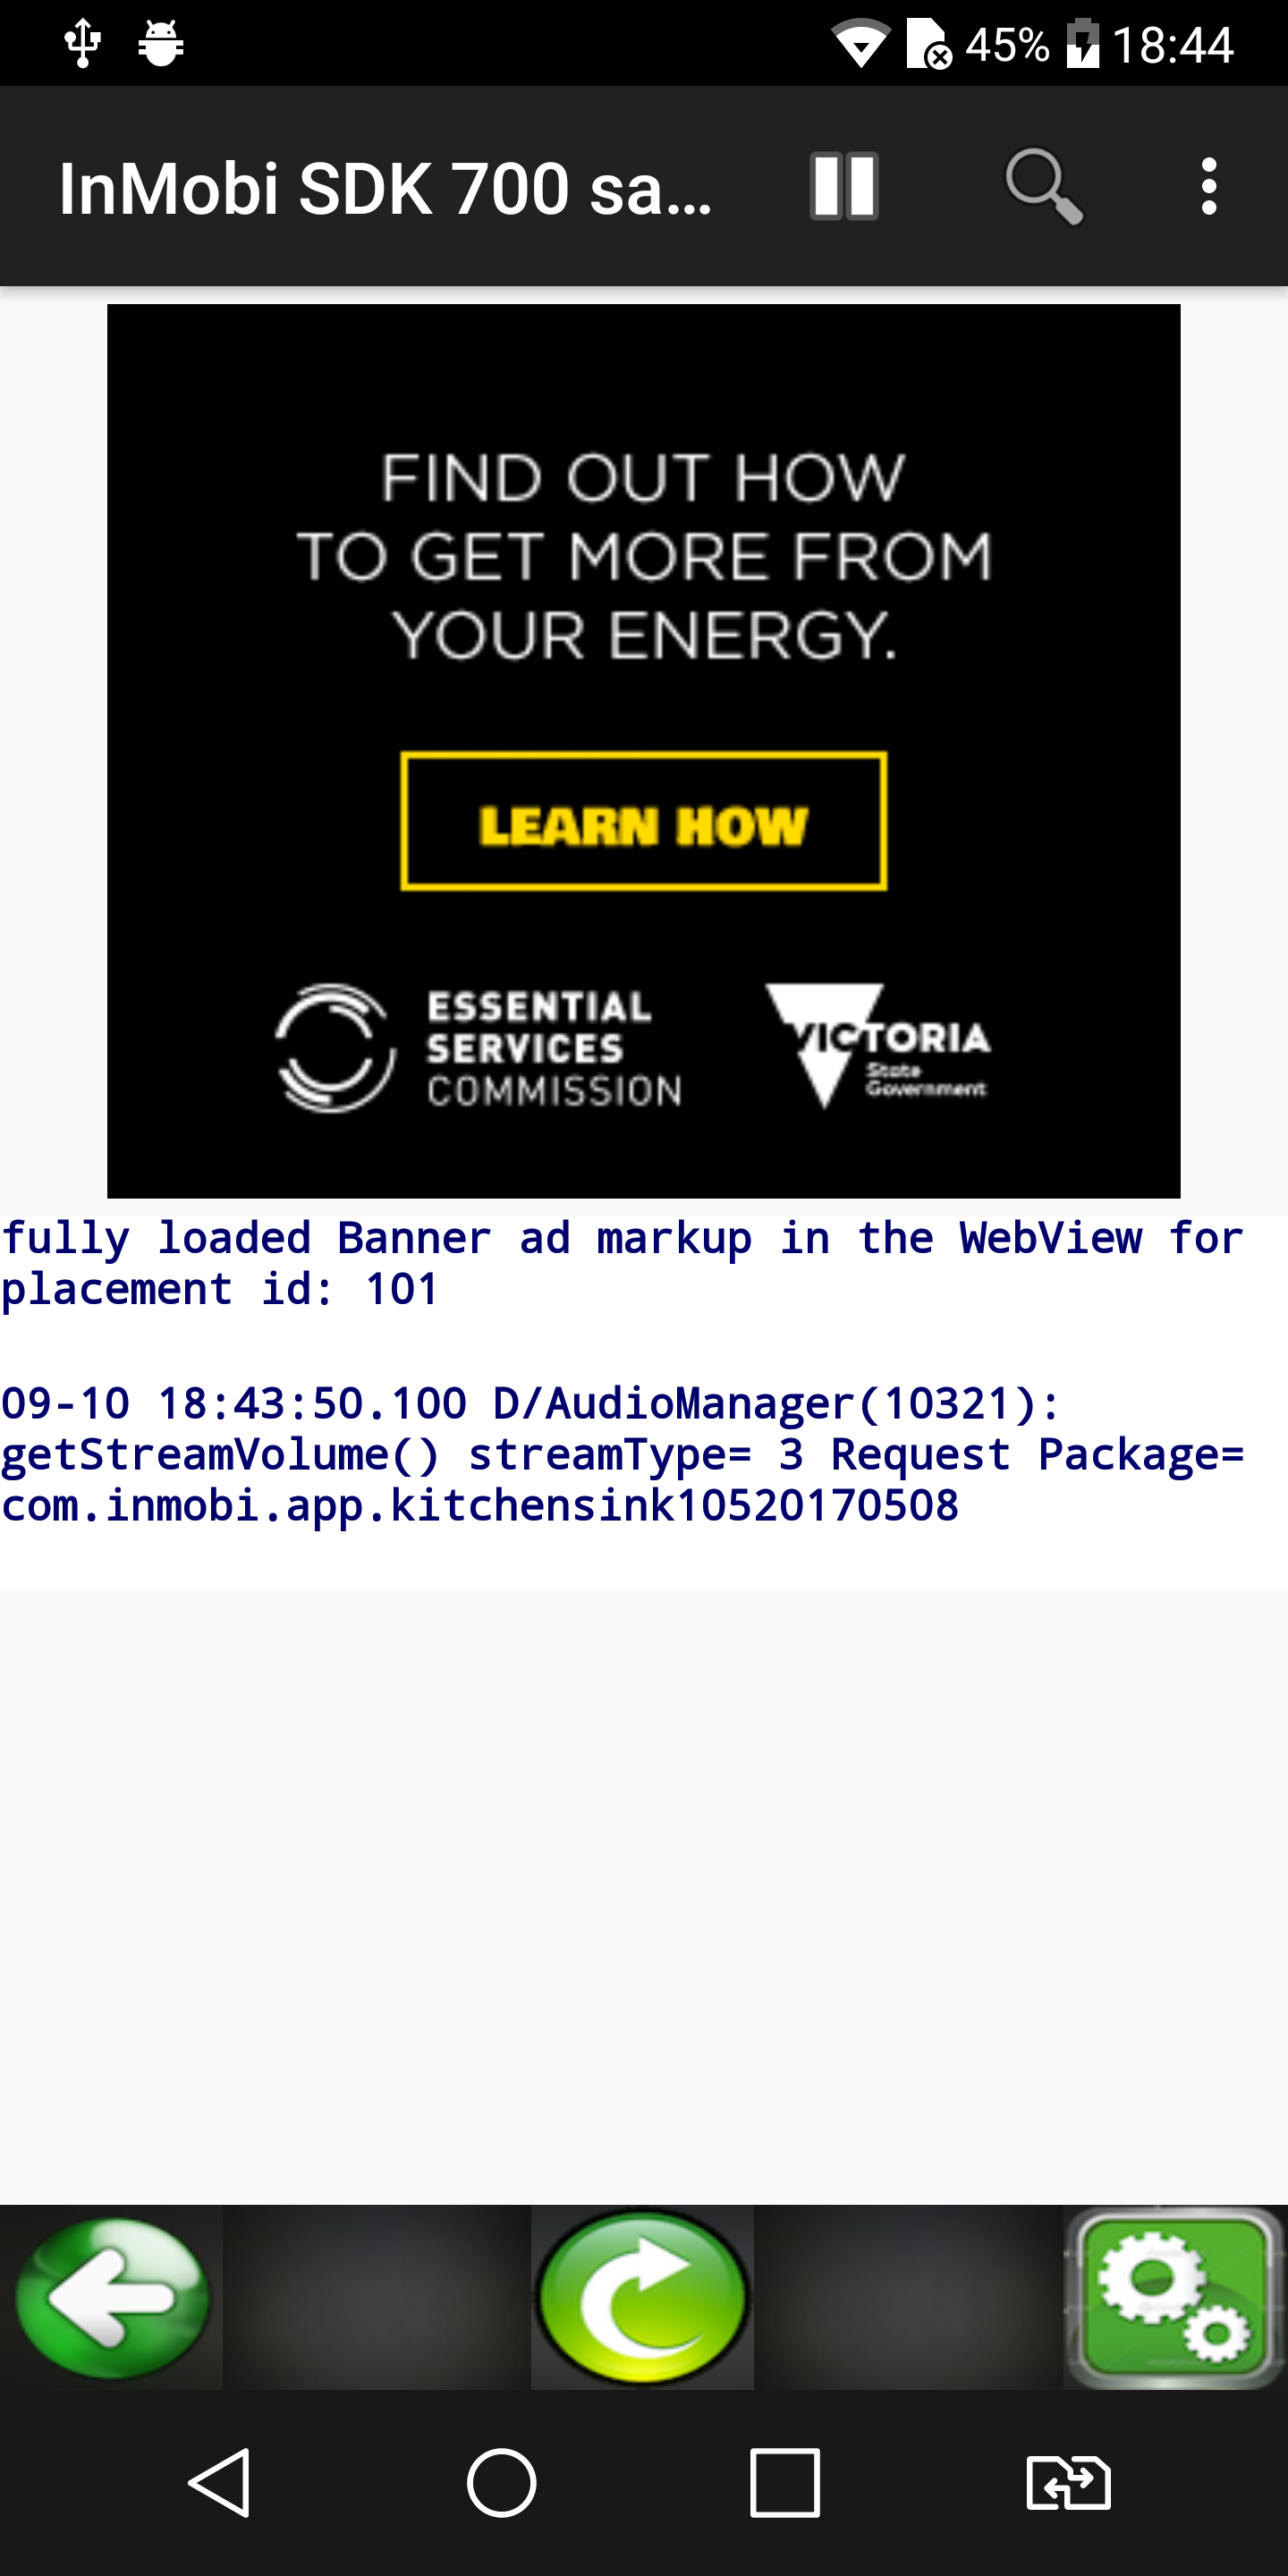 45% 18:44
InMobi SDK 700 sa...
FIND OUT HOW
TO GET MORE FROM
YOUR ENERGY.
LEARN HOW
ESSENTIAL
SERVICES
COMMISSION
VICTORIA
State
Government
fully loaded Banner ad markup in the WebView for
placement id: 101
09-10 18:43:50.100 D/AudioManager(10321):
getStreamVolume() streamType= 3 Request Package=
com.inmobi.app.kitchensink10520170508